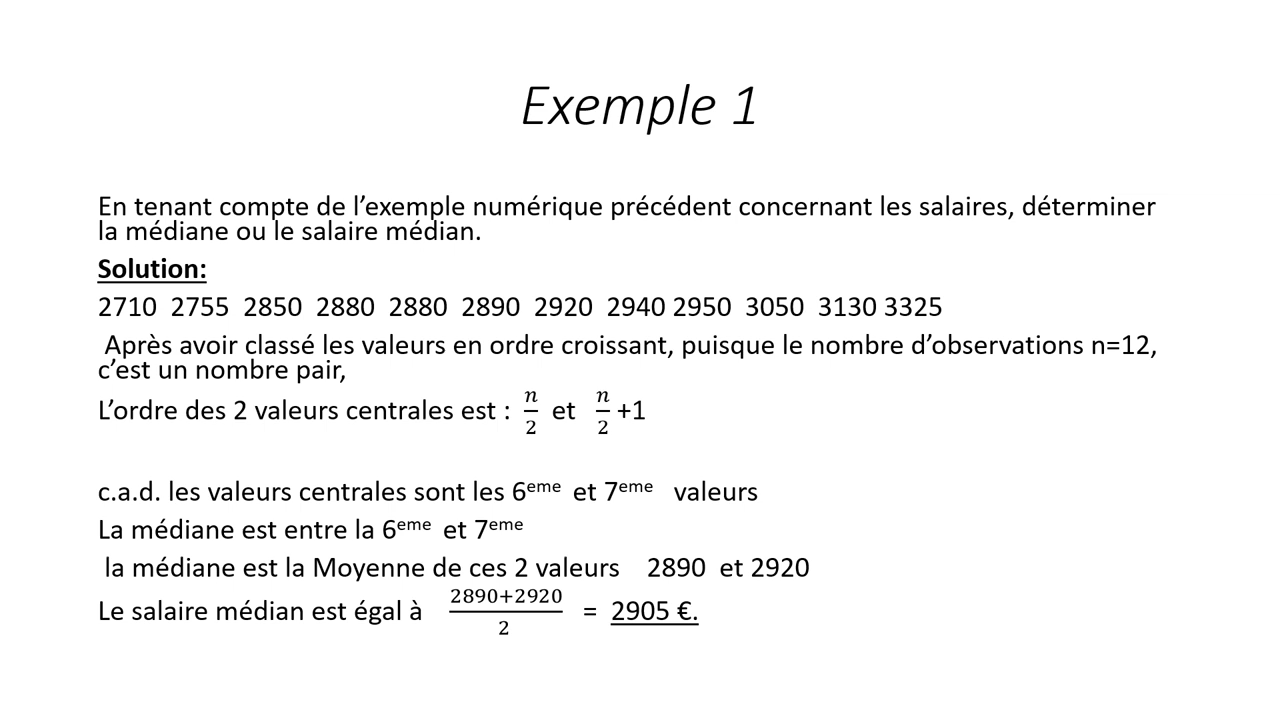 Exemple 1
En tenant compte de l’exemple numérique précédent concernant les salaires, déterminer
la médiane ou le salaire médian.
Solution:
2710 2755 2850 2880 2880 2890 2920 2940 2950 3050 3130 3325
Après avoir classé les valeurs en ordre croissant, puisque le nombre d’observations n=12,
c’est un nombre pair,
L’ordre des 2 valeurs centrales est : n/2 et n/2 +1
c.a.d. les valeurs centrales sont les 6eme et 7eme valeurs
La médiane est entre la 6eme et 7eme
la médiane est la Moyenne de ces 2 valeurs 2890 et 2920
Le salaire médian est égal à (2890+2920)/2 = 2905 €.